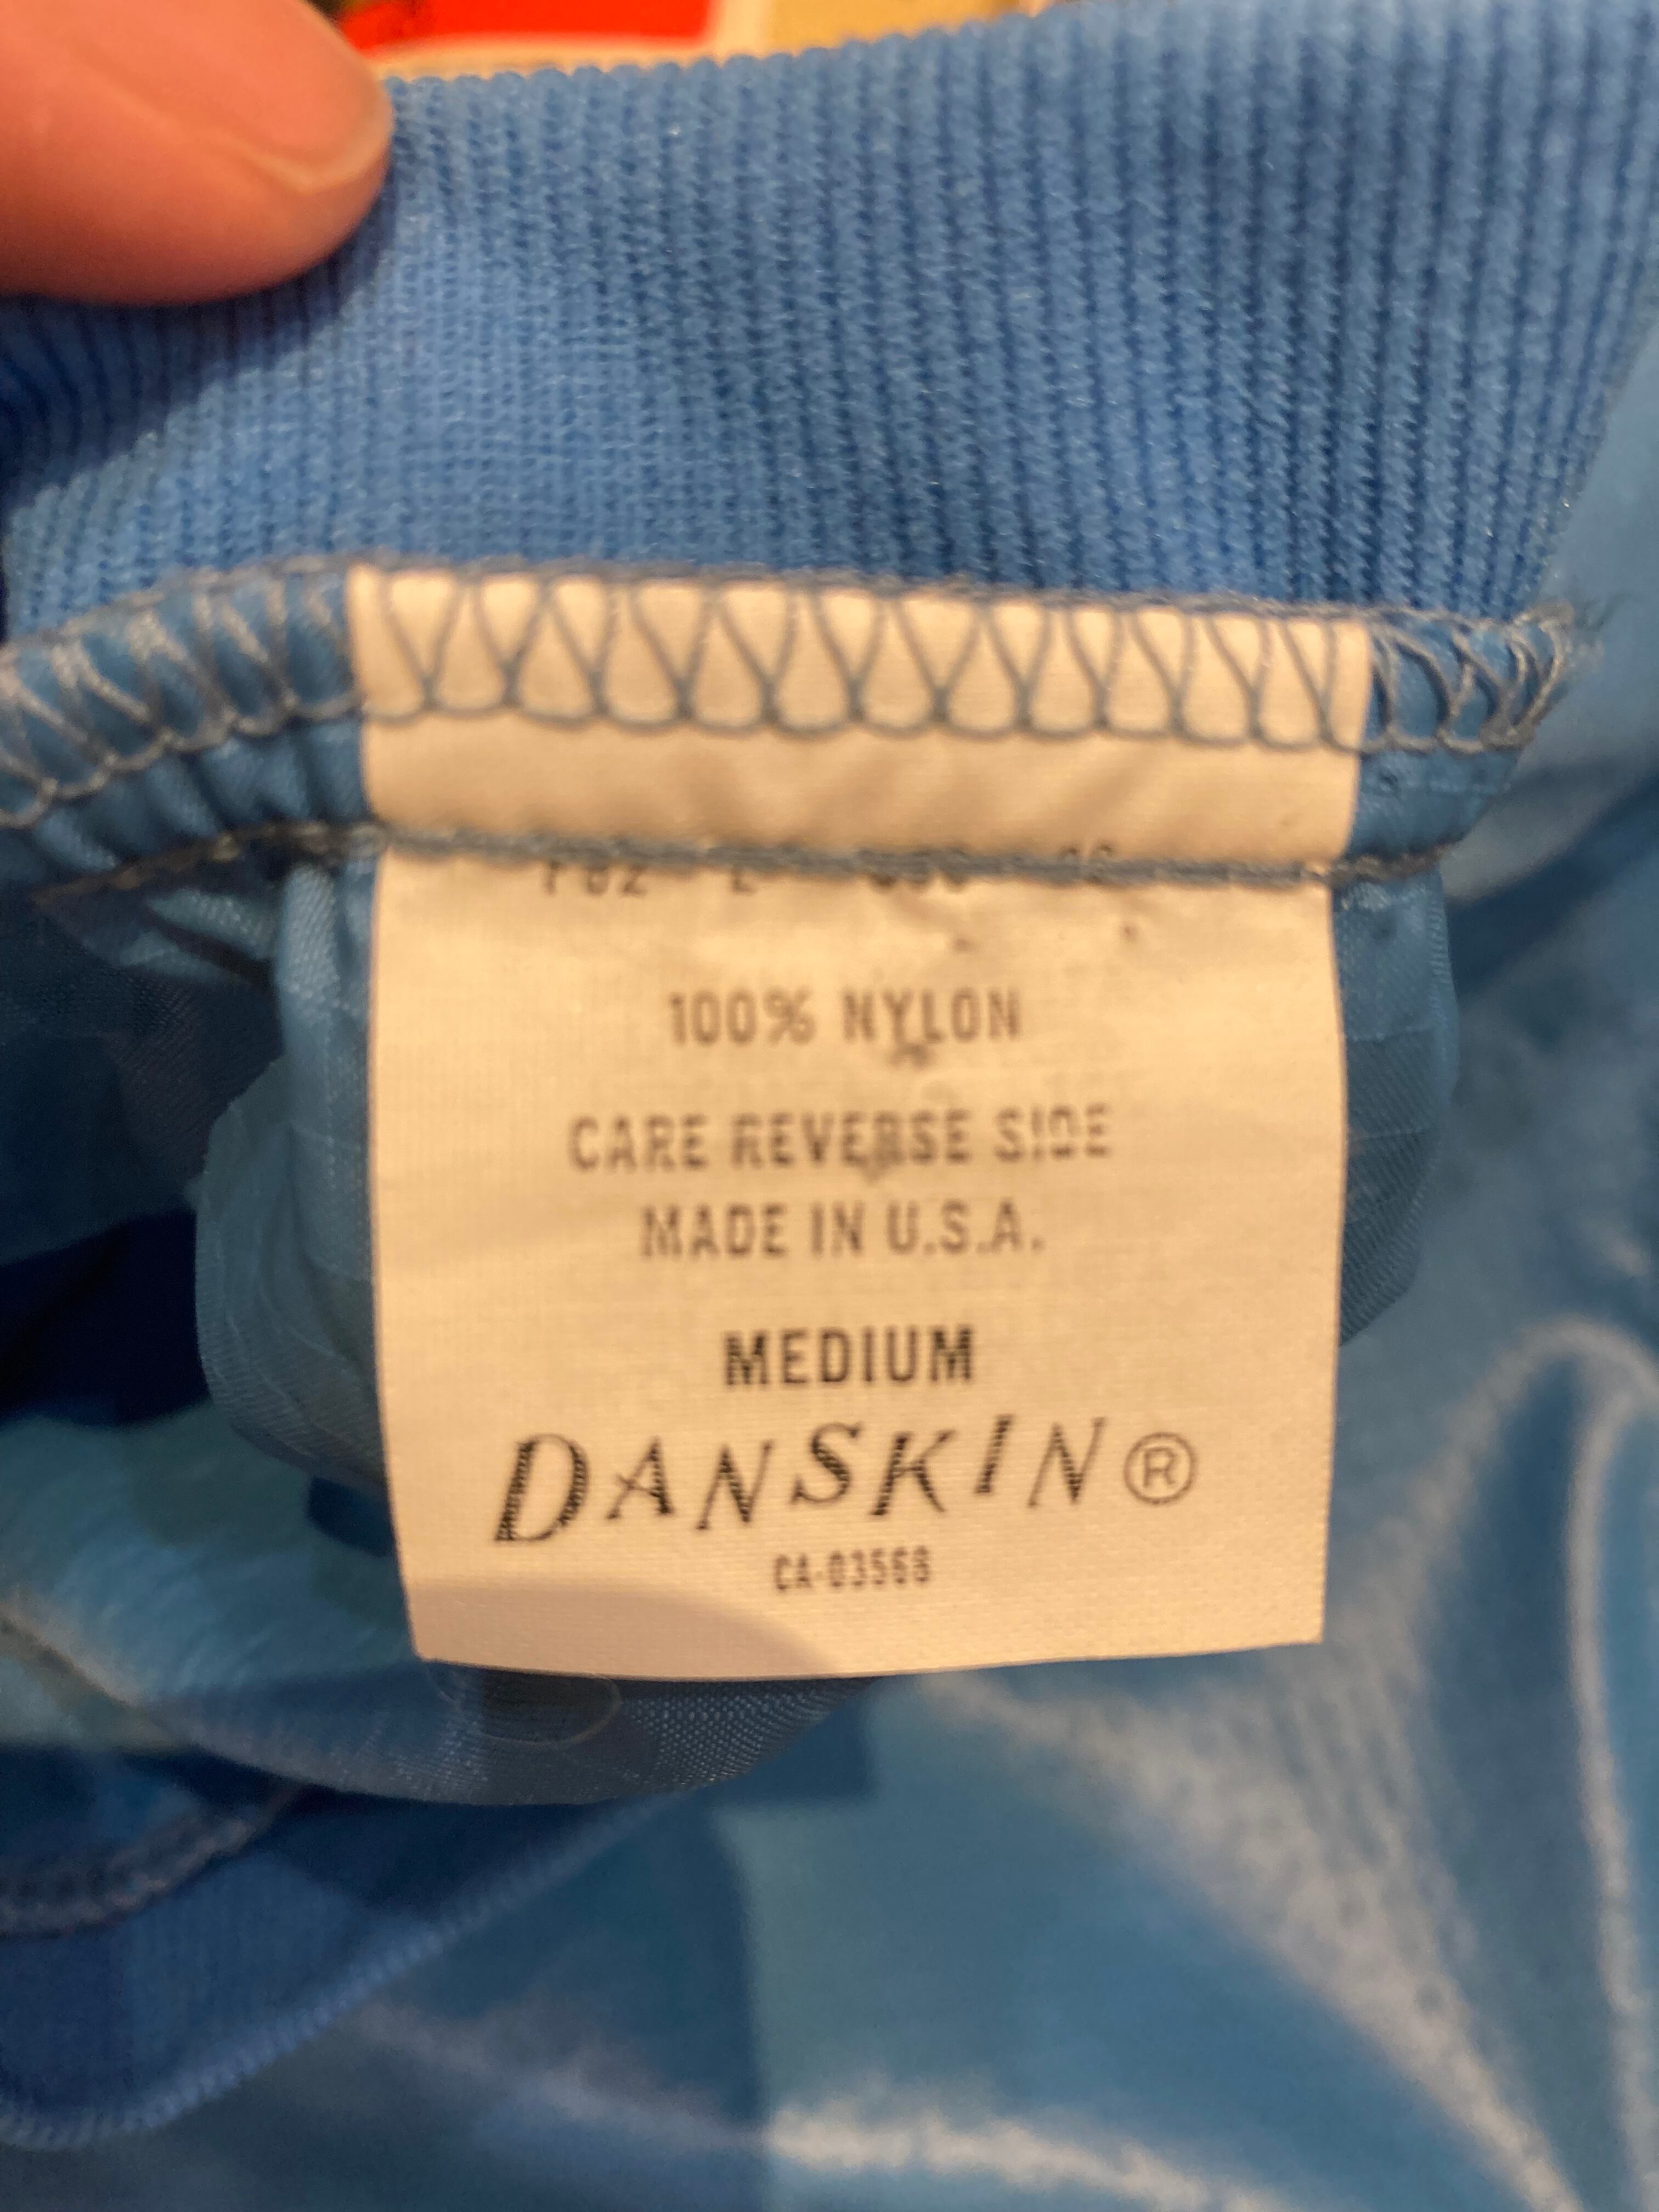 100% NYLON
CARE REVERSE SIDE
MADE IN U.S.A.
MEDIUM
DANSKIN®
CA-03568